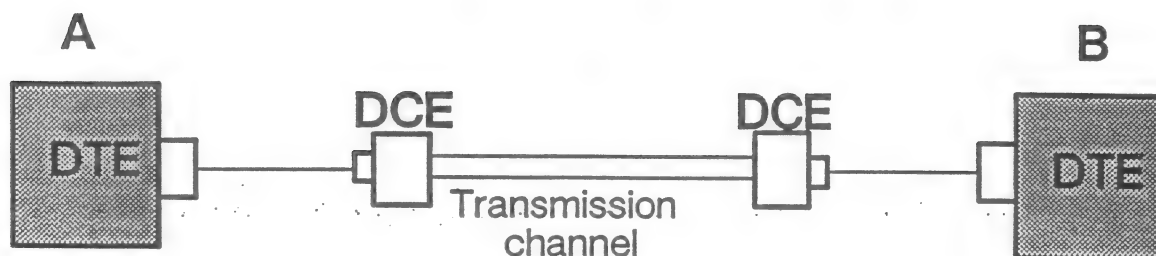 A
B
DCE
DCE
DTE
DTE
Transmission
channel